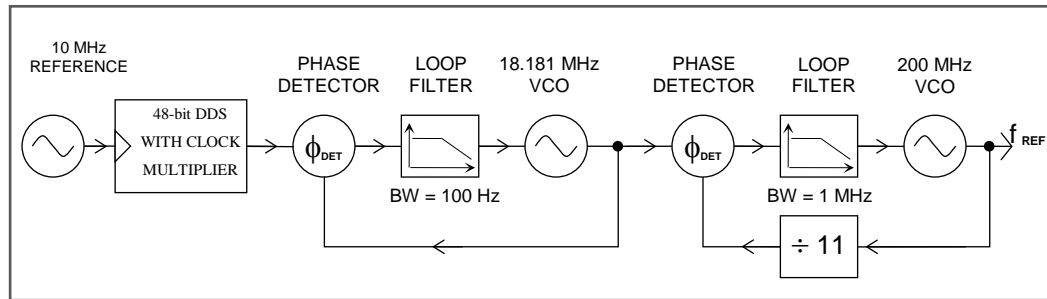 10 MHz
REFERENCE
48-bit DDS
WITH CLOCK
MULTIPLIER
PHASE
DETECTOR
ϕDET
LOOP
FILTER
BW = 100 Hz
18.181 MHz
VCO
PHASE
DETECTOR
ϕDET
LOOP
FILTER
BW = 1 MHz
200 MHz
VCO
f REF
÷ 11